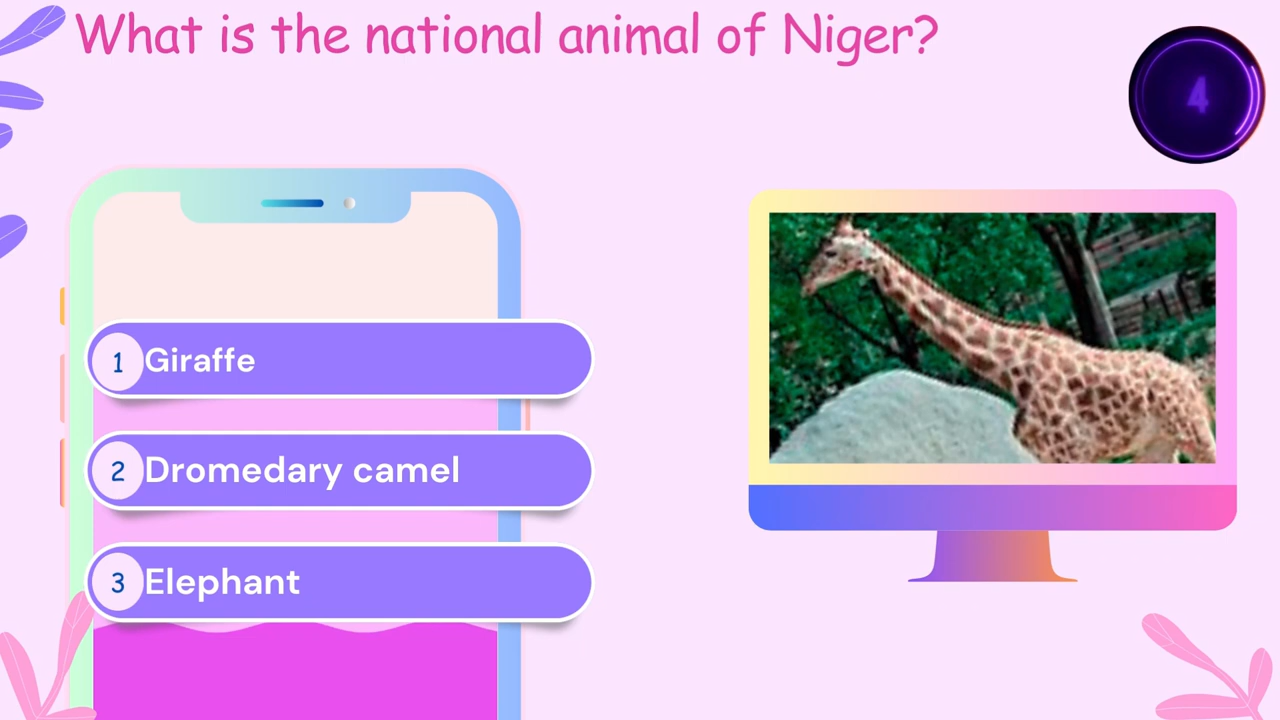 What is the national animal of Niger?
4
1 Giraffe
2 Dromedary camel
3 Elephant